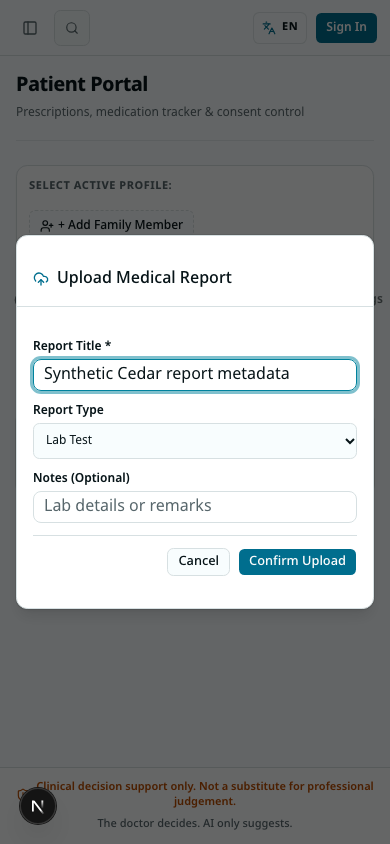 EN
Sign In
Patient Portal
Prescriptions, medication tracker & consent control
SELECT ACTIVE PROFILE:
+ Add Family Member
Upload Medical Report
Report Title *
Synthetic Cedar report metadata
Report Type
Lab Test
Notes (Optional)
Lab details or remarks
Cancel
Confirm Upload
Clinical decision support only. Not a substitute for professional
judgement.
N
The doctor decides. AI only suggests.